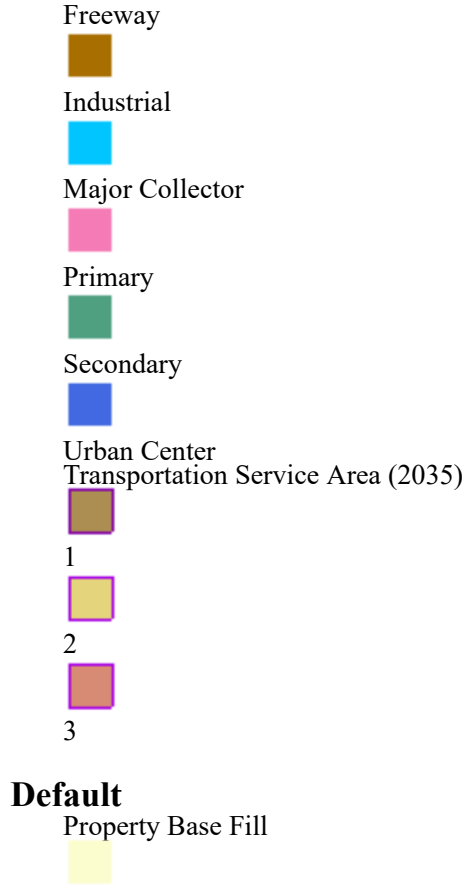 Freeway
Industrial
Major Collector
Primary
Secondary
Urban Center
Transportation Service Area (2035)
1
2
3
Default
Property Base Fill